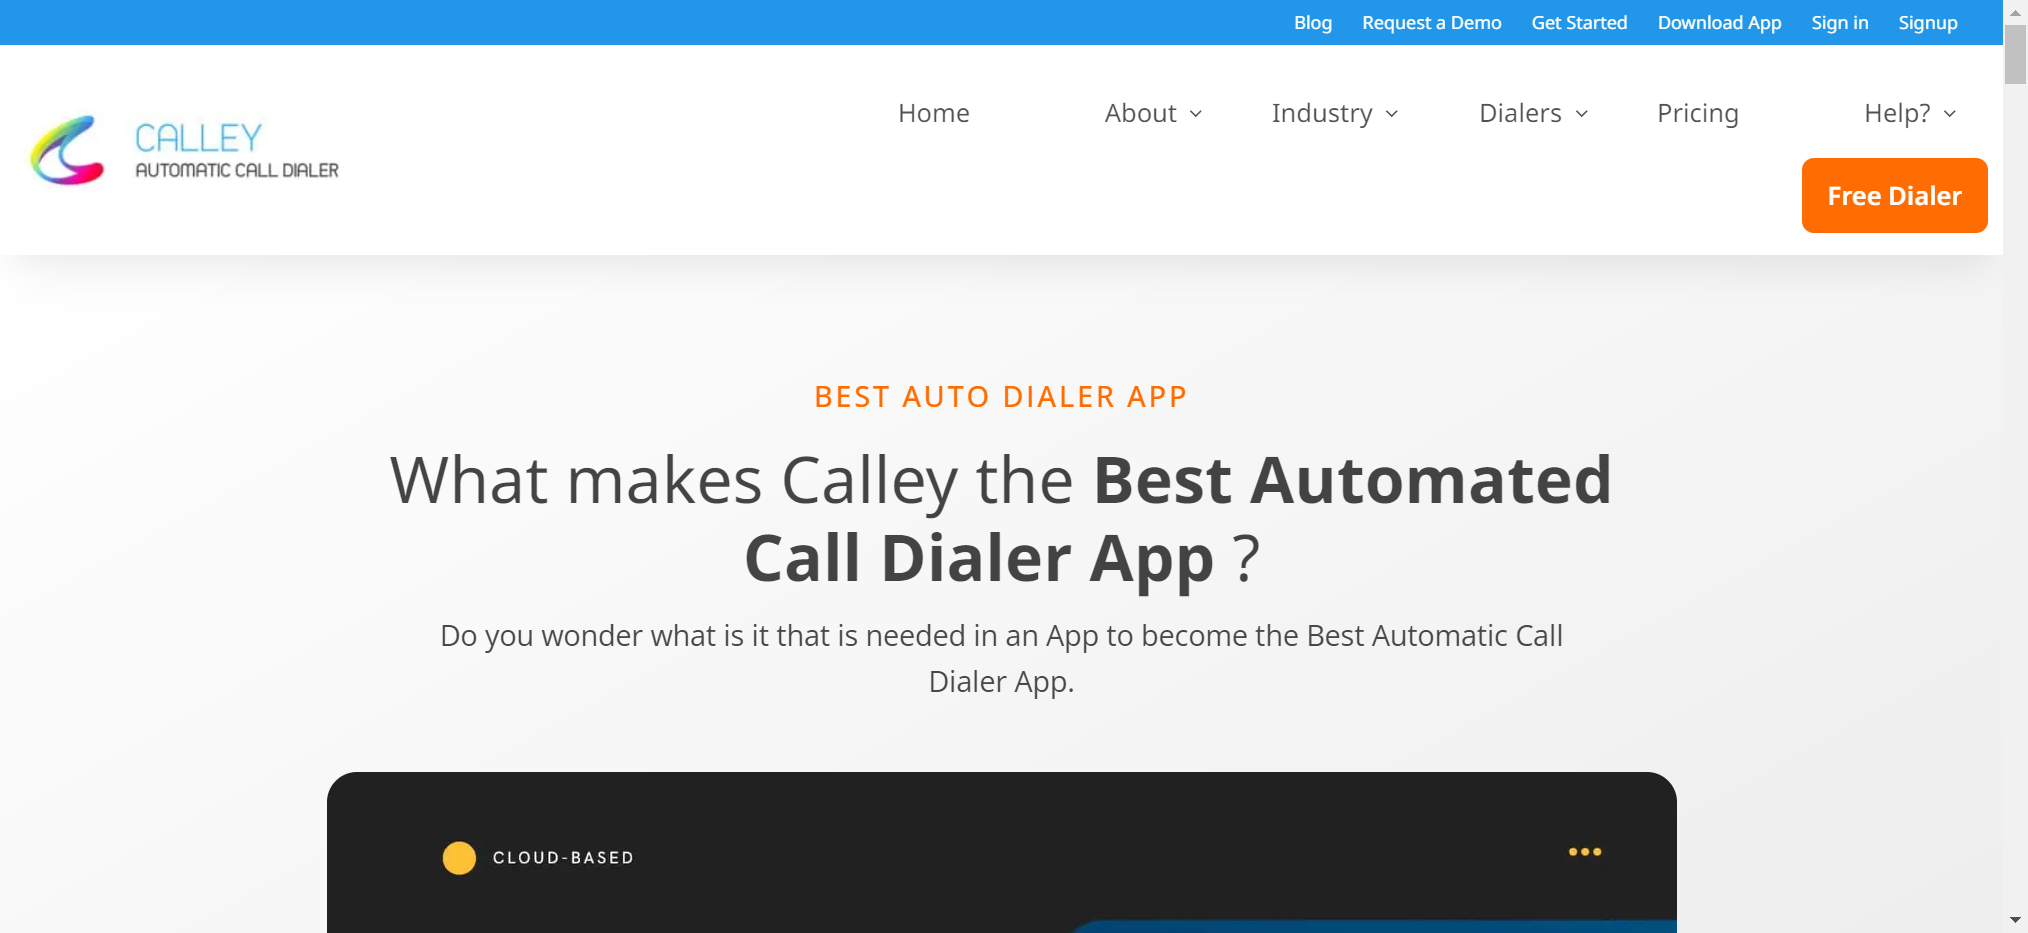 Blog Request a Demo Get Started Download App Sign in Signup
CALLEY
AUTOMATIC CALL DIALER
Home About Industry Dialers Pricing Help?
Free Dialer
BEST AUTO DIALER APP
What makes Calley the Best Automated
Call Dialer App ?
Do you wonder what is it that is needed in an App to become the Best Automatic Call
Dialer App.
CLOUD-BASED